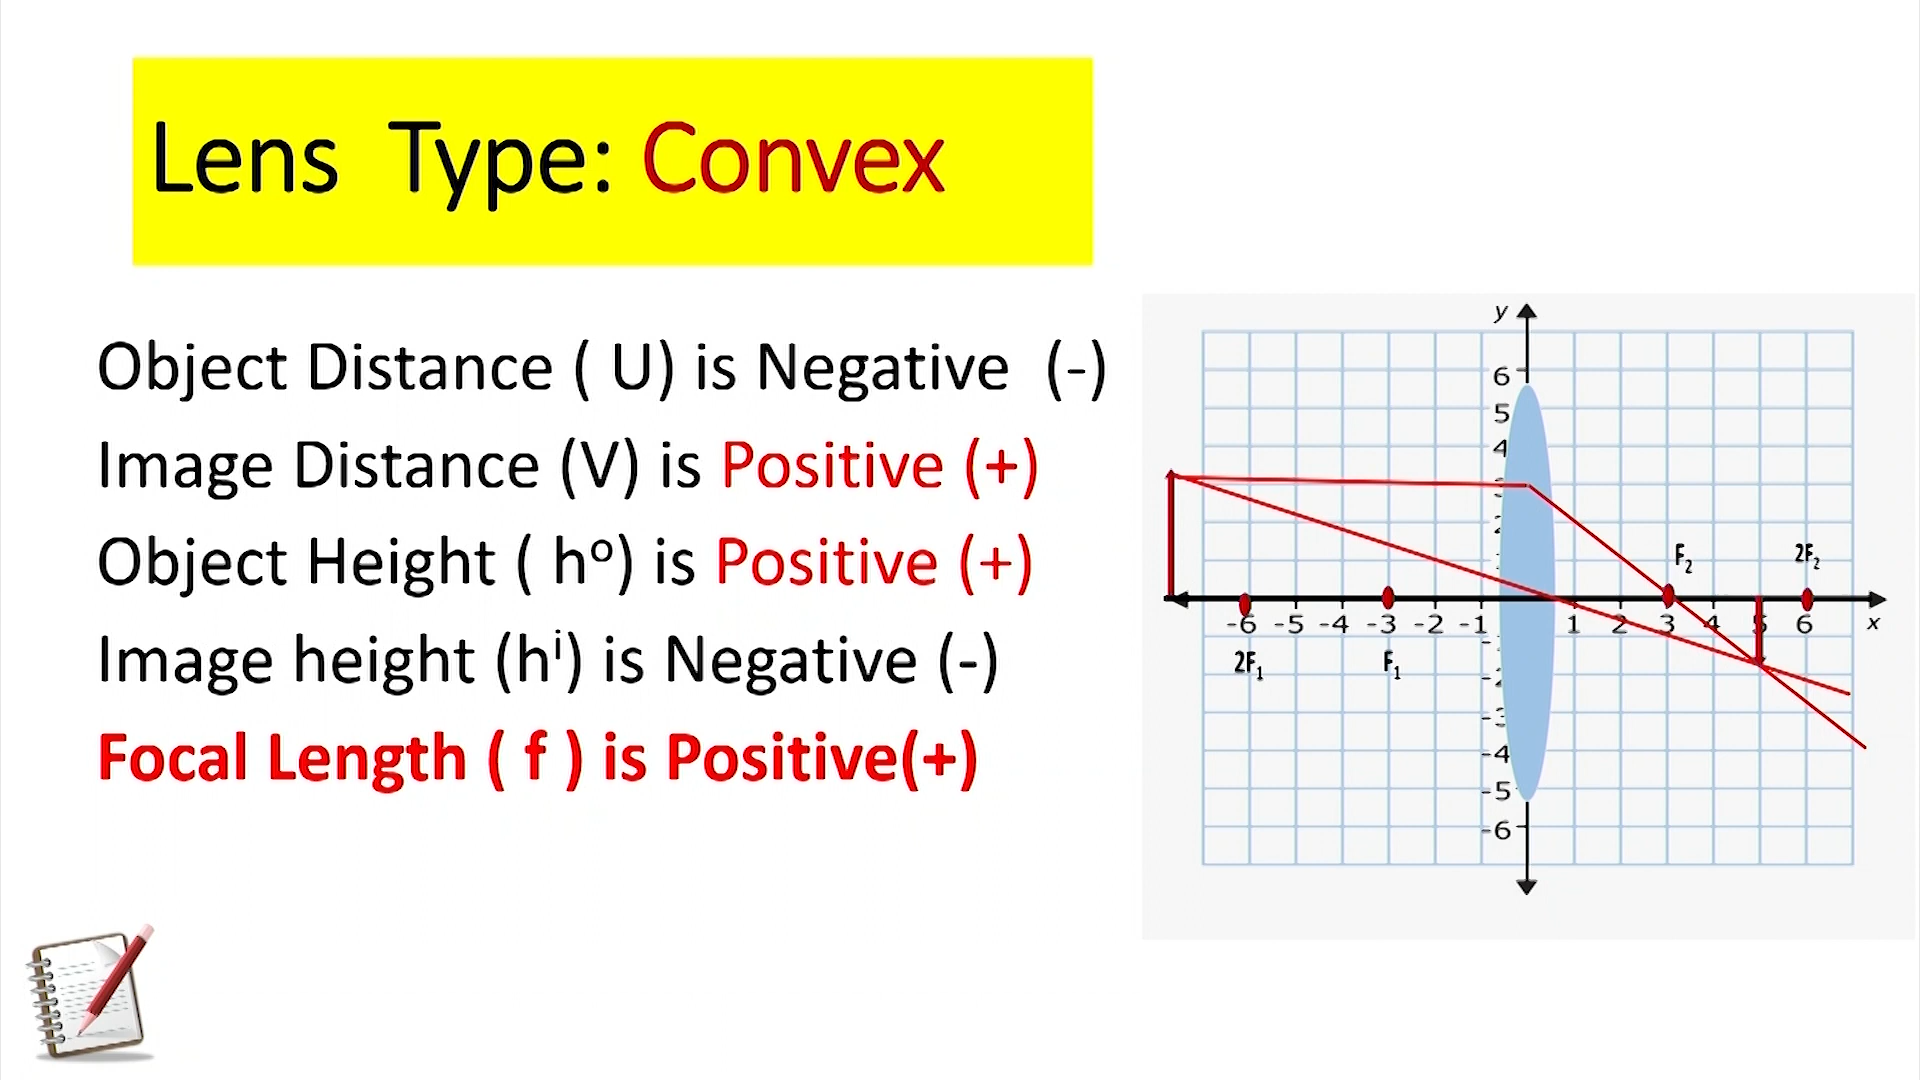 Lens Type: Convex
Object Distance ( U) is Negative (-)
Image Distance (V) is Positive (+)
Object Height ( hᵒ) is Positive (+)
Image height (hⁱ) is Negative (-)
Focal Length ( f ) is Positive(+)
y
6
5
4
F₂
2F₂
-6 -5 -4 -3 -2 -1 1 2 3 4 5 6 x
2F₁
F₁
-3
-4
-5
-6